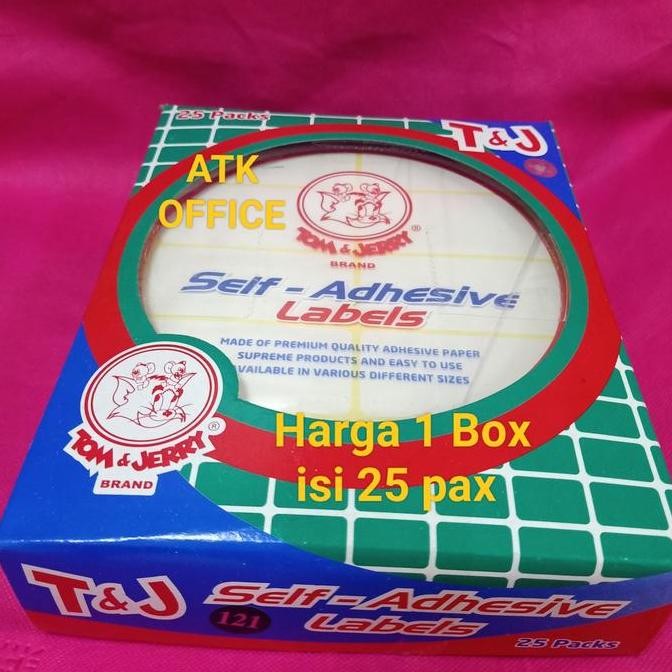 25 Packs
T&J
ATK
OFFICE
TOM & JERRY ®
BRAND
Self - Adhesive
Labels
MADE OF PREMIUM QUALITY ADHESIVE PAPER
SUPREME PRODUCTS AND EASY TO USE
VAILABLE IN VARIOUS DIFFERENT SIZES
TOM & JERRY ®
BRAND
Harga 1 Box
isi 25 pax
T&J
121
Self - Adhesive
Labels
25 Packs